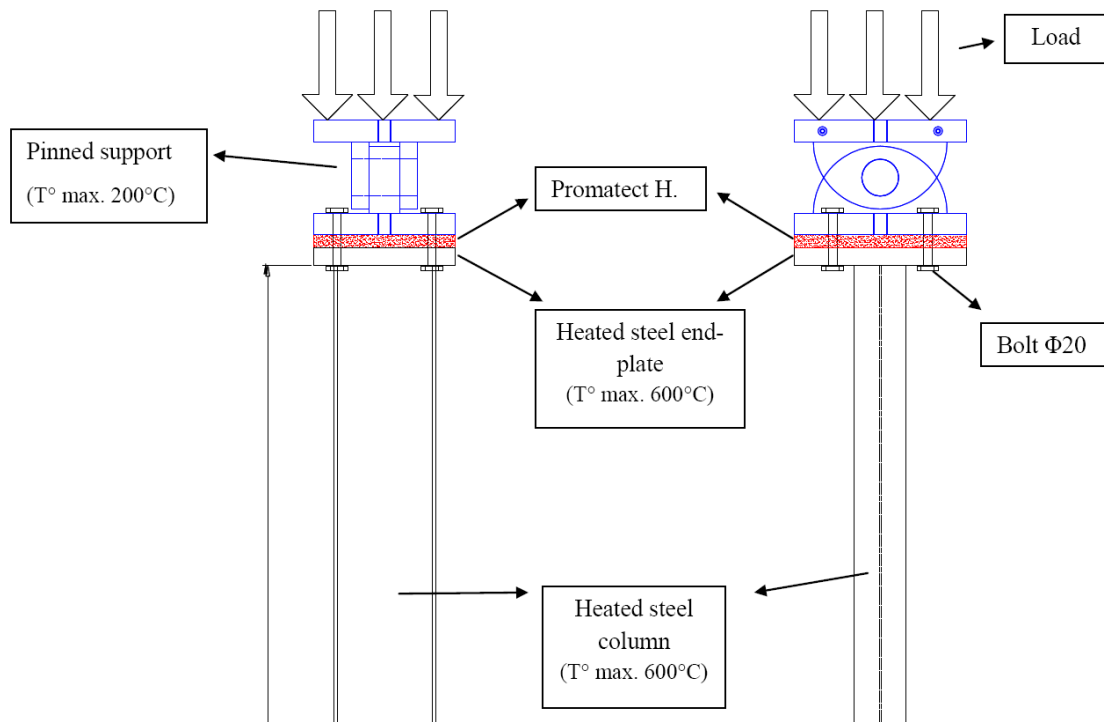 Load
Pinned support
(T° max. 200°C)
Promatect H.
Heated steel end-
plate
(T° max. 600°C)
Bolt Φ20
Heated steel
column
(T° max. 600°C)